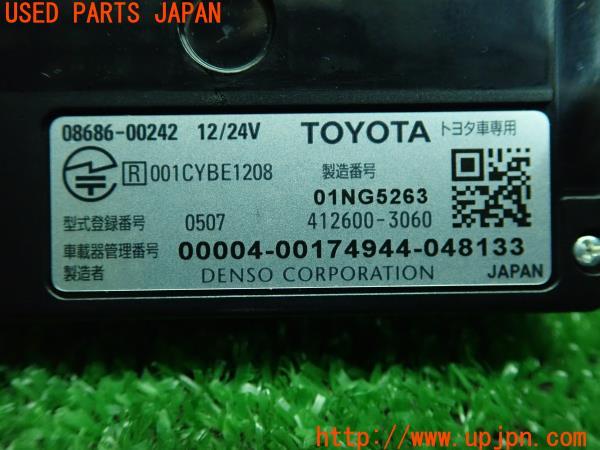 USED PARTS JAPAN
08686-00242 12/24V TOYOTA トヨタ車専用
R 001CYBE1208 製造番号
01NG5263
型式登録番号 0507 412600-3060
車載器管理番号 00004-00174944-048133
製造者 DENSO CORPORATION JAPAN
http://www.upjpn.com